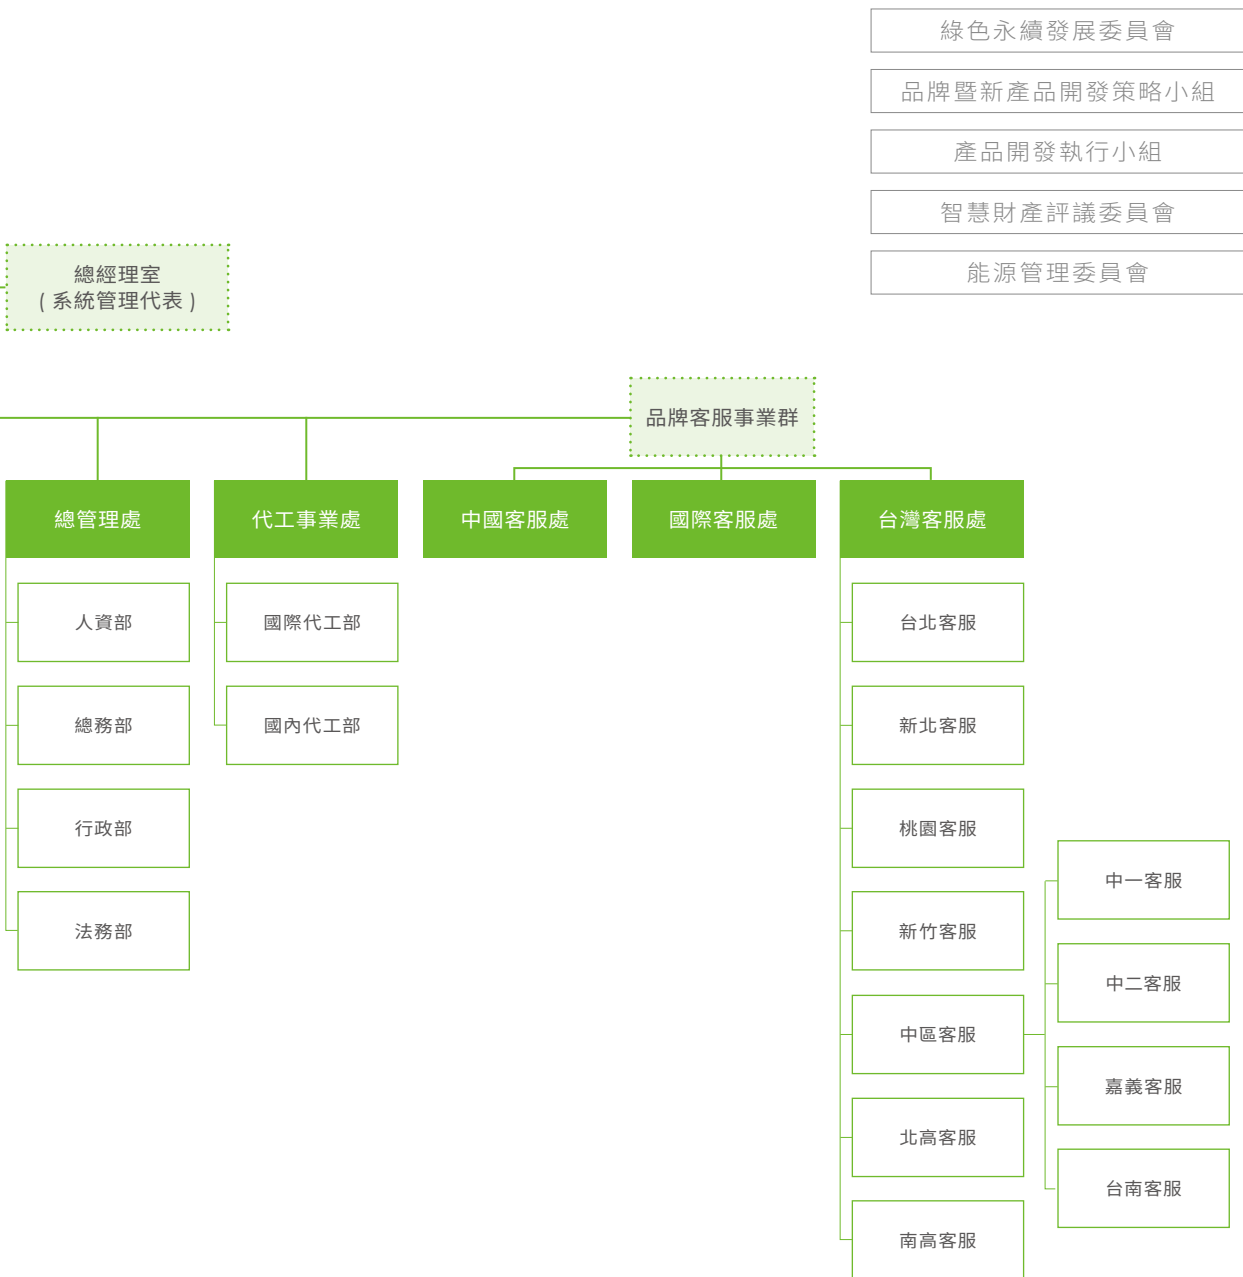 綠色永續發展委員會
品牌暨新產品開發策略小組
產品開發執行小組
智慧財產評議委員會
能源管理委員會
總經理室
( 系統管理代表 )
品牌客服事業群
總管理處
代工事業處
中國客服處
國際客服處
台灣客服處
人資部
總務部
行政部
法務部
國際代工部
國內代工部
台北客服
新北客服
桃園客服
新竹客服
中區客服
北高客服
南高客服
中一客服
中二客服
嘉義客服
台南客服